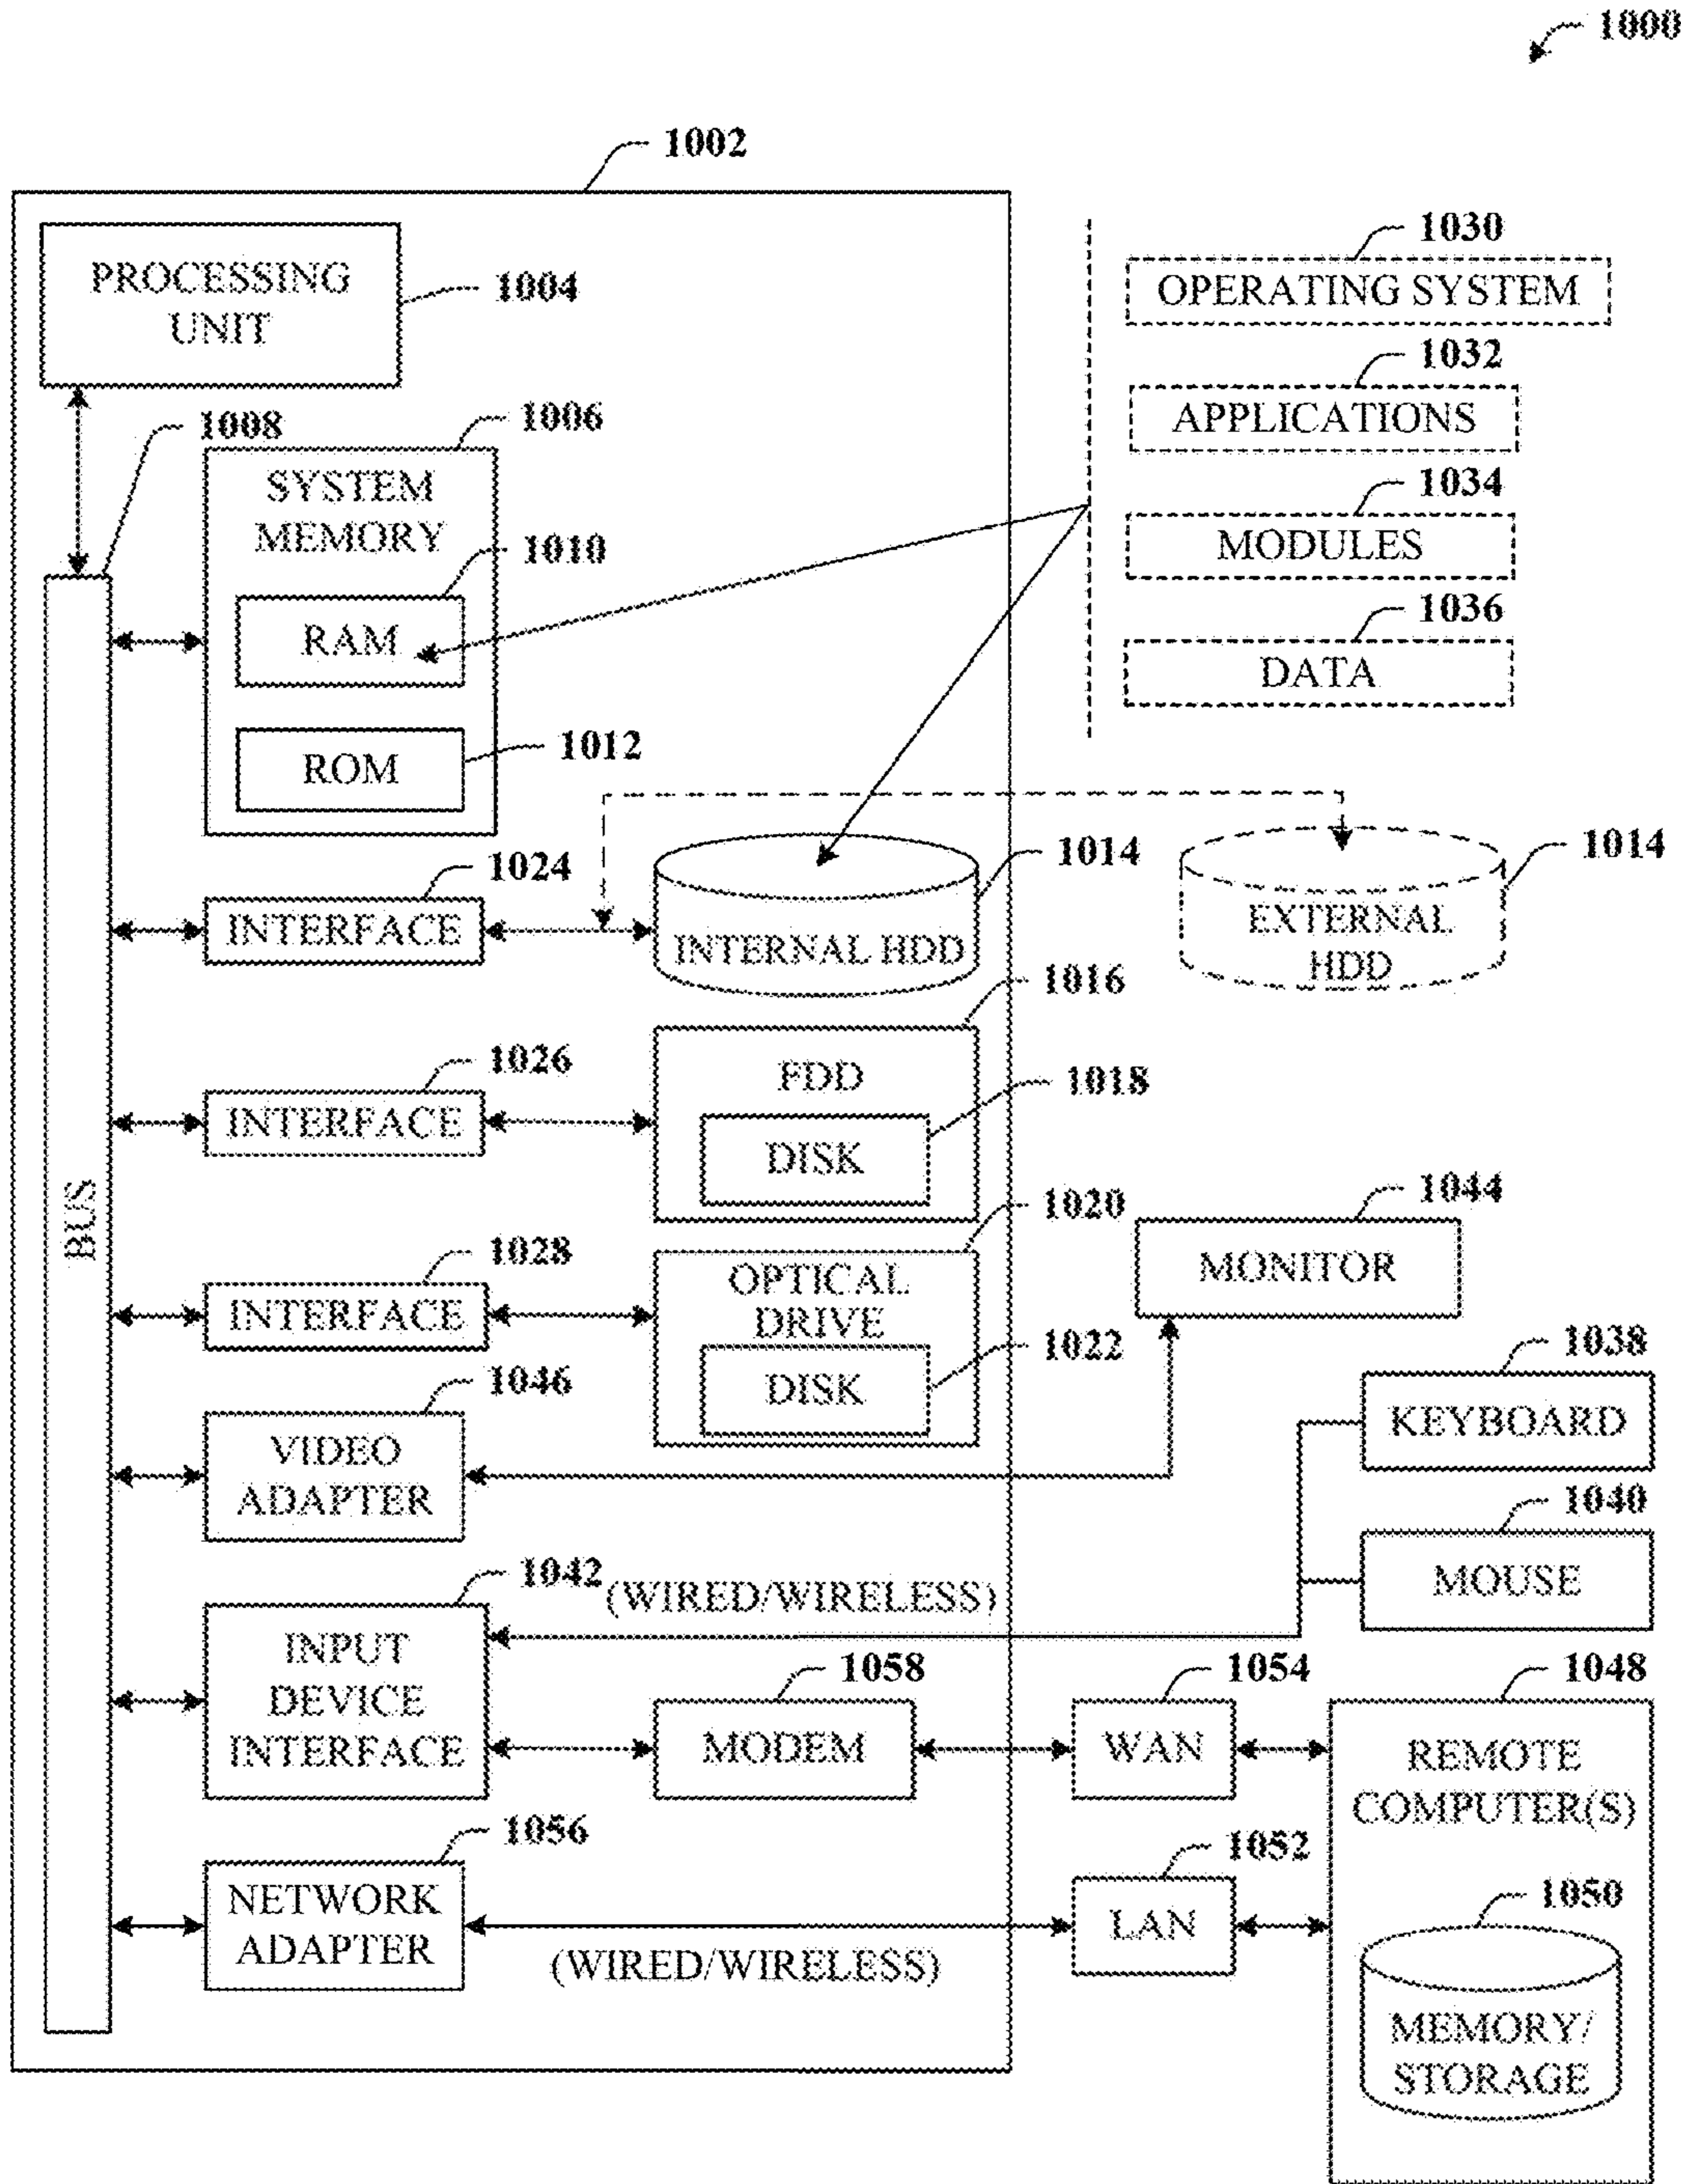 1000
1002
PROCESSING
UNIT
1004
1030
OPERATING SYSTEM
1032
APPLICATIONS
1034
MODULES
1036
DATA
1008
1006
SYSTEM
MEMORY
1010
RAM
1012
ROM
BUS
1024
INTERFACE
1014
INTERNAL HDD
1014
EXTERNAL
HDD
1026
INTERFACE
1016
FDD
1018
DISK
1028
INTERFACE
1020
OPTICAL
DRIVE
1022
DISK
1044
MONITOR
1046
VIDEO
ADAPTER
1038
KEYBOARD
1040
MOUSE
1042
(WIRED/WIRELESS)
INPUT
DEVICE
INTERFACE
1058
MODEM
1054
WAN
1048
REMOTE
COMPUTER(S)
1056
NETWORK
ADAPTER
(WIRED/WIRELESS)
1052
LAN
1050
MEMORY/
STORAGE